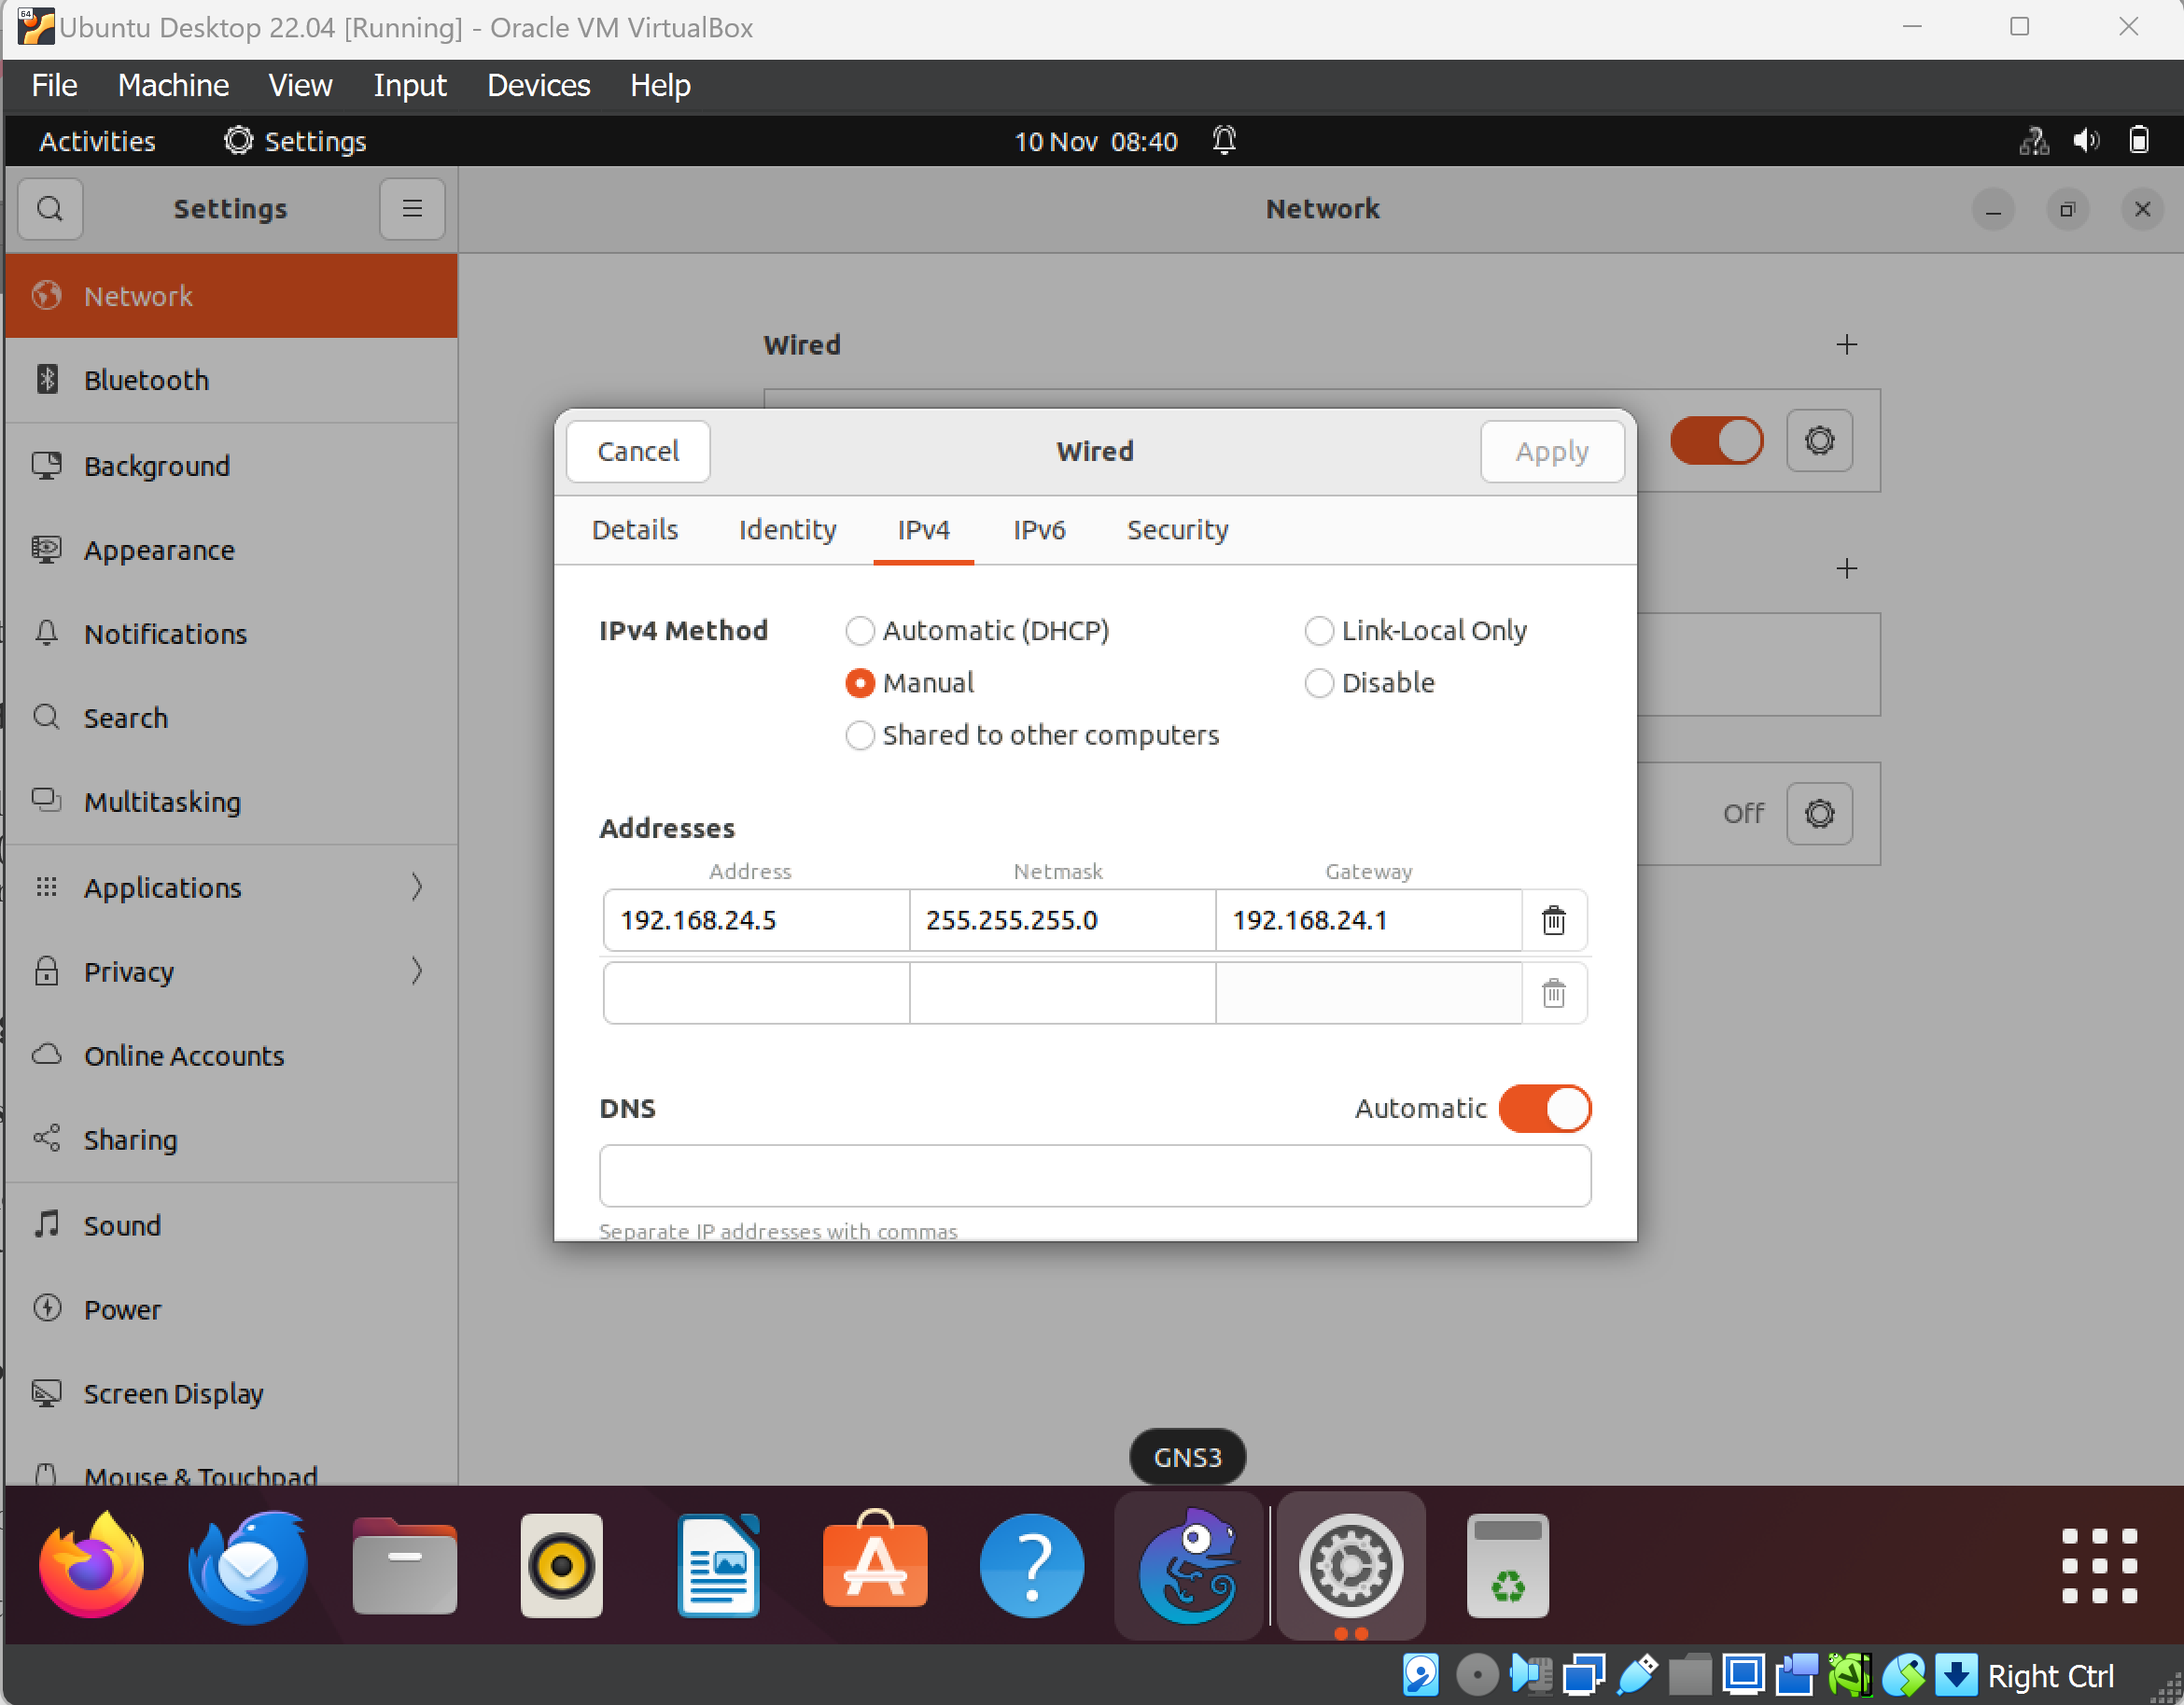 Ubuntu Desktop 22.04 [Running] - Oracle VM VirtualBox
File Machine View Input Devices Help
Activities Settings 10 Nov 08:40
Settings
Network
Network
Bluetooth
Background
Appearance
Notifications
Search
Multitasking
Applications
Privacy
Online Accounts
Sharing
Sound
Power
Screen Display
Mouse & Touchpad
Wired
Cancel Wired Apply
Details Identity IPv4 IPv6 Security
IPv4 Method Automatic (DHCP) Link-Local Only
Manual Disable
Shared to other computers
Addresses
Address Netmask Gateway
192.168.24.5 255.255.255.0 192.168.24.1
DNS Automatic
Separate IP addresses with commas
Off
GNS3
Right Ctrl